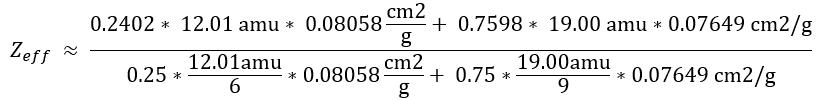 Z_eff ≈ (0.2402 * 12.01 amu * 0.08058 cm2/g + 0.7598 * 19.00 amu * 0.07649 cm2/g) / (0.25 * 12.01amu/6 * 0.08058 cm2/g + 0.75 * 19.00amu/9 * 0.07649 cm2/g)